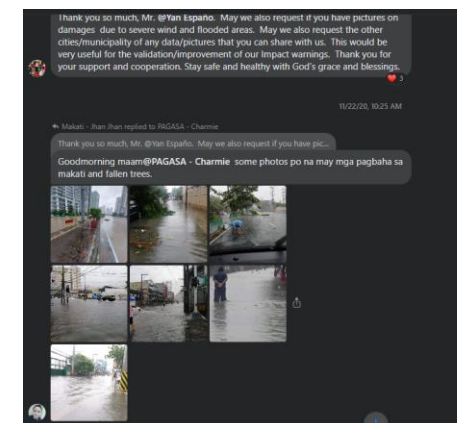 Thank you so much, Mr. @Yan Españo. May we also request if you have pictures on
damages due to severe wind and flooded areas. May we also request the other
cities/municipality of any data/pictures that you can share with us. This would be
very useful for the validation/improvement of our Impact warnings. Thank you for
your support and cooperation. Stay safe and healthy with God's grace and blessings.
3
11/22/20, 10:25 AM
Makati - Jhan Jhan replied to PAGASA - Charmie
Thank you so much, Mr. @Yan Españo. May we also request if you have pic...
Goodmorning maam@PAGASA - Charmie some photos po na may mga pagbaha sa
makati and fallen trees.